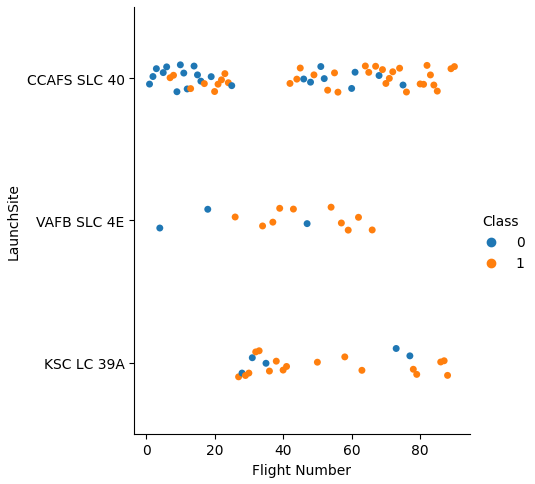 CCAFS SLC 40
VAFB SLC 4E
KSC LC 39A
LaunchSite
0 20 40 60 80
Flight Number
Class
0
1